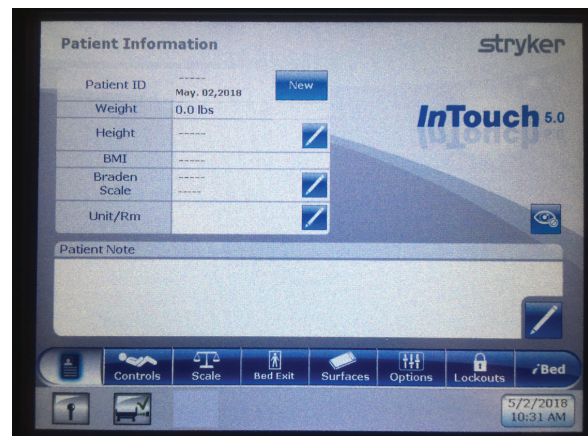 Patient Information
stryker
Patient ID
-----
May. 02,2018
New
Weight
0.0 lbs
InTouch 5.0
Height
-----
BMI
-----
Braden
Scale
-----
-----
Unit/Rm
Patient Note
Controls
Scale
Bed Exit
Surfaces
Options
Lockouts
iBed
5/2/2018
10:31 AM